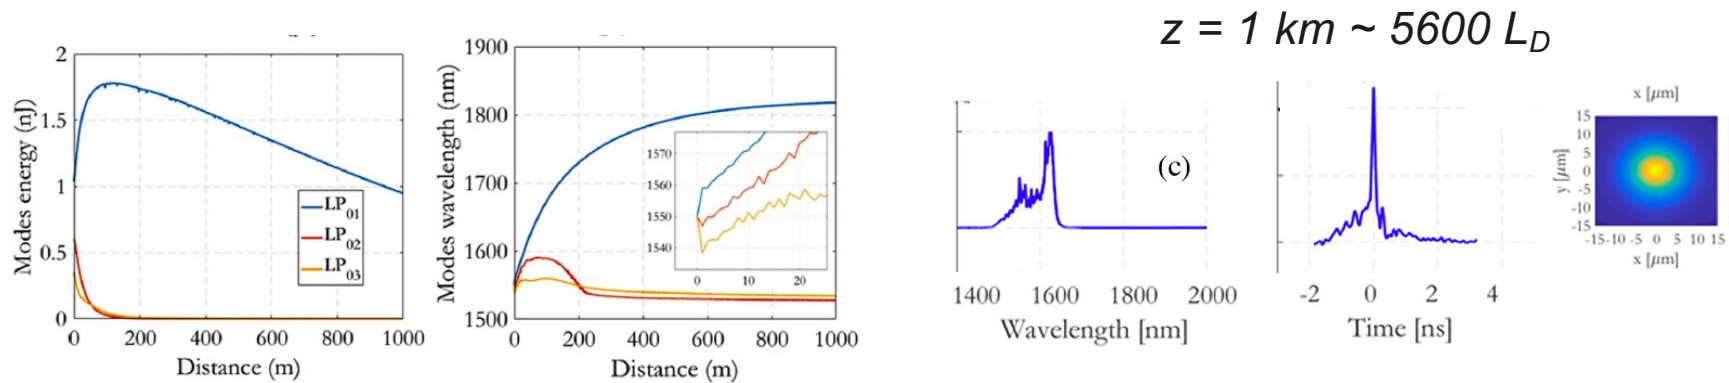 z = 1 km ~ 5600 L_D
Modes energy (nJ)
2
1.5
1
0.5
0
LP01
LP02
LP03
0 200 400 600 800 1000
Distance (m)
Modes wavelength (nm)
1900
1800
1700
1600
1500
1570
1560
1550
1540
0 10 20
0 200 400 600 800 1000
Distance (m)
(c)
1400 1600 1800 2000
Wavelength [nm]
-2 0 2 4
Time [ns]
x [μm]
y [μm]
15
10
5
0
-5
-10
-15
-15 -10 -5 0 5 10 15
x [μm]